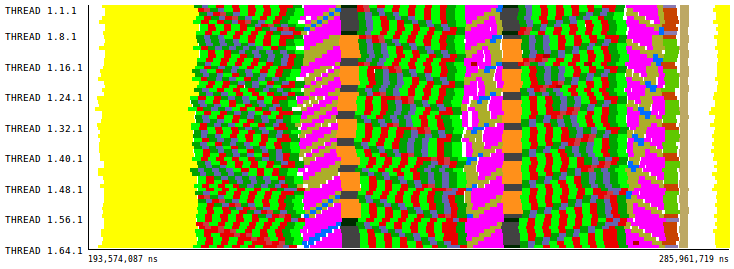 THREAD 1.1.1
THREAD 1.8.1
THREAD 1.16.1
THREAD 1.24.1
THREAD 1.32.1
THREAD 1.40.1
THREAD 1.48.1
THREAD 1.56.1
THREAD 1.64.1
193,574,087 ns 285,961,719 ns